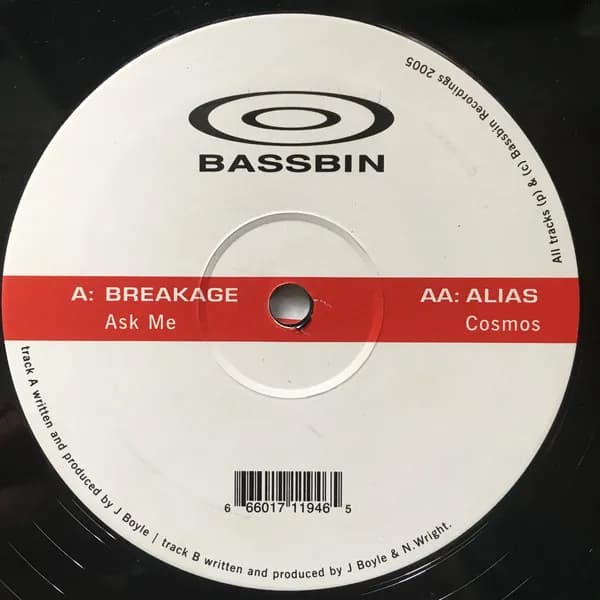 BASSBIN
All tracks (p) & (c) Bassbin Recordings 2005
A: BREAKAGE
Ask Me
AA: ALIAS
Cosmos
track A written and produced by J Boyle / track B written and produced by J Boyle & N.Wright.
6 66017 11946 5